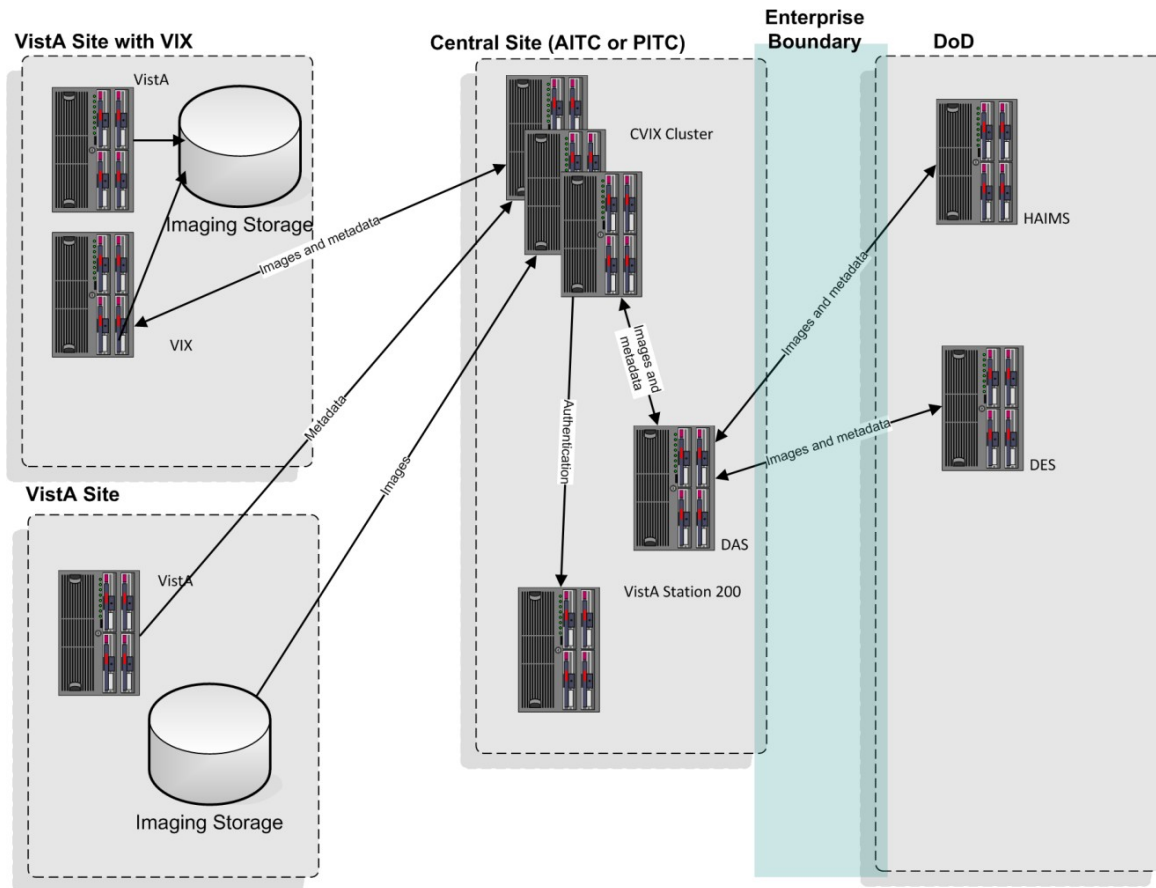 VistA Site with VIX
VistA
Imaging Storage
VIX
Images and metadata
VistA Site
VistA
Imaging Storage
Metadata
Images
Central Site (AITC or PITC)
CVIX Cluster
Images and
metadata
Authentication
DAS
VistA Station 200
Enterprise
Boundary
Images and metadata
Images and metadata
DoD
HAIMS
DES